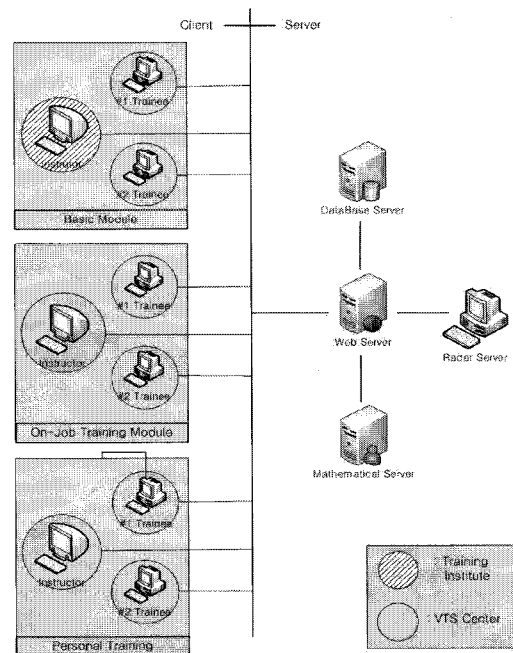 Client
Server
#1 Trainee
Instructor
#2 Trainee
Basic Module
#1 Trainee
Instructor
#2 Trainee
On-Job Training Module
#1 Trainee
Instructor
#2 Trainee
Personal Training
DataBase Server
Web Server
Radar Server
Mathematical Server
: Training
Institute
: VTS Center